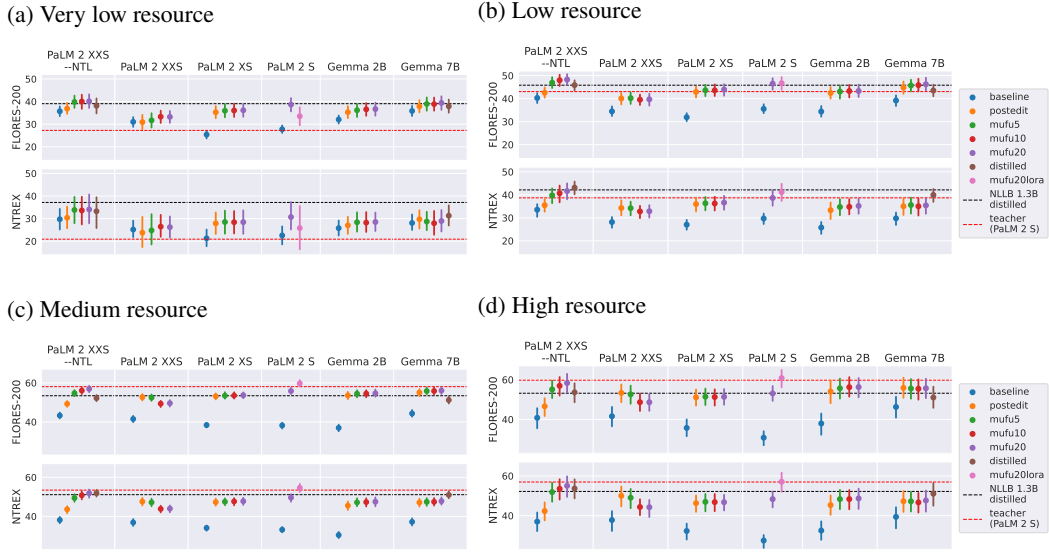 (a) Very low resource
PaLM 2 XXS
--NTL
PaLM 2 XXS
PaLM 2 XS
PaLM 2 S
Gemma 2B
Gemma 7B
FLORES-200
50
40
30
20
NTREX
50
40
30
20
(b) Low resource
PaLM 2 XXS
--NTL
PaLM 2 XXS
PaLM 2 XS
PaLM 2 S
Gemma 2B
Gemma 7B
FLORES-200
50
40
30
20
NTREX
50
40
30
20
baseline
postedit
mufu5
mufu10
mufu20
distilled
mufu20lora
NLLB 1.3B
distilled
teacher
(PaLM 2 S)
(c) Medium resource
PaLM 2 XXS
--NTL
PaLM 2 XXS
PaLM 2 XS
PaLM 2 S
Gemma 2B
Gemma 7B
FLORES-200
60
40
NTREX
60
40
(d) High resource
PaLM 2 XXS
--NTL
PaLM 2 XXS
PaLM 2 XS
PaLM 2 S
Gemma 2B
Gemma 7B
FLORES-200
60
40
NTREX
60
40
baseline
postedit
mufu5
mufu10
mufu20
distilled
mufu20lora
NLLB 1.3B
distilled
teacher
(PaLM 2 S)